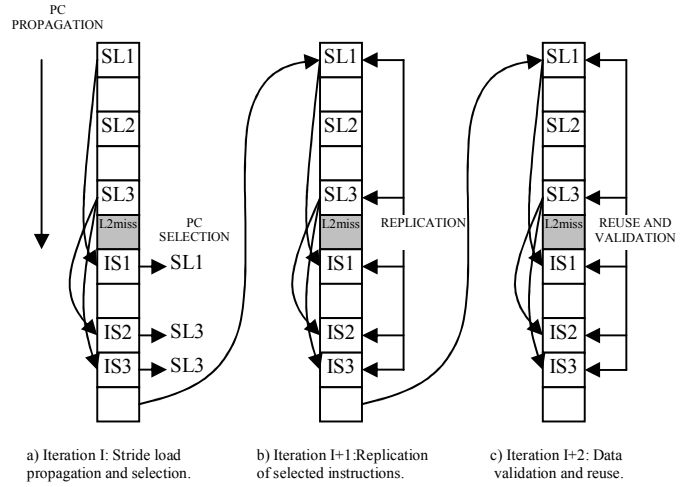 PC
PROPAGATION
SL1
SL2
SL3
L2miss
IS1
IS2
IS3
PC
SELECTION
SL1
SL3
SL3
SL1
SL2
SL3
L2miss
IS1
IS2
IS3
REPLICATION
SL1
SL2
SL3
L2miss
IS1
IS2
IS3
REUSE AND
VALIDATION
a) Iteration I: Stride load
propagation and selection.
b) Iteration I+1:Replication
of selected instructions.
c) Iteration I+2: Data
validation and reuse.